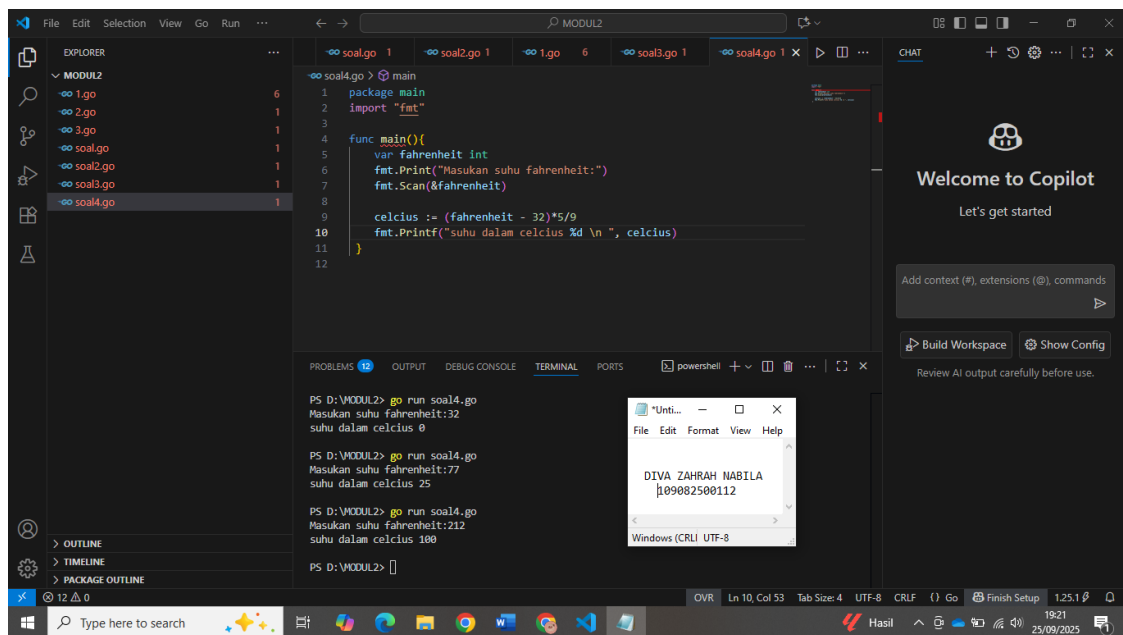 File Edit Selection View Go Run ···
MODUL2
EXPLORER ···
MODUL2
1.go 6
2.go 1
3.go 1
soal.go 1
soal2.go 1
soal3.go 1
soal4.go 1
OUTLINE
TIMELINE
PACKAGE OUTLINE
soal.go 1 soal2.go 1 1.go 6 soal3.go 1 soal4.go 1
soal4.go > main
1 package main
2 import "fmt"
3
4 func main(){
5 var fahrenheit int
6 fmt.Print("Masukan suhu fahrenheit:")
7 fmt.Scan(&fahrenheit)
8
9 celcius := (fahrenheit - 32)*5/9
10 fmt.Printf("suhu dalam celcius %d \n ", celcius)
11 }
12
PROBLEMS 12 OUTPUT DEBUG CONSOLE TERMINAL PORTS powershell
PS D:\MODUL2> go run soal4.go
Masukan suhu fahrenheit:32
suhu dalam celcius 0
PS D:\MODUL2> go run soal4.go
Masukan suhu fahrenheit:77
suhu dalam celcius 25
PS D:\MODUL2> go run soal4.go
Masukan suhu fahrenheit:212
suhu dalam celcius 100
PS D:\MODUL2>
*Unti...
File Edit Format View Help
DIVA ZAHRAH NABILA
109082500112
Windows (CRLI UTF-8
CHAT
Welcome to Copilot
Let's get started
Add context (#), extensions (@), commands
Build Workspace Show Config
Review AI output carefully before use.
12 0 OVR Ln 10, Col 53 Tab Size: 4 UTF-8 CRLF {} Go Finish Setup 1.25.1
Type here to search Hasil
19:21
25/09/2025